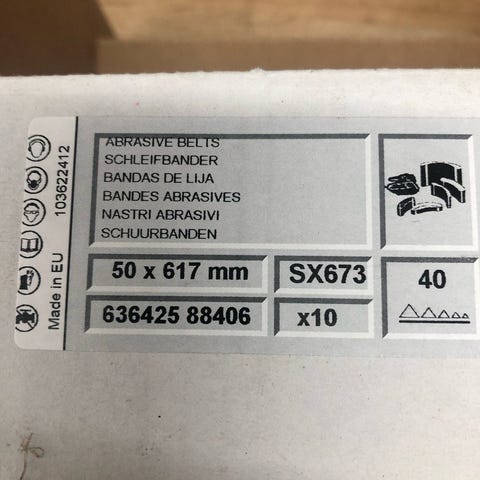 103622412
Made in EU
ABRASIVE BELTS
SCHLEIFBANDER
BANDAS DE LIJA
BANDES ABRASIVES
NASTRI ABRASIVI
SCHUURBANDEN
50 x 617 mm
SX673
40
636425 88406
x10